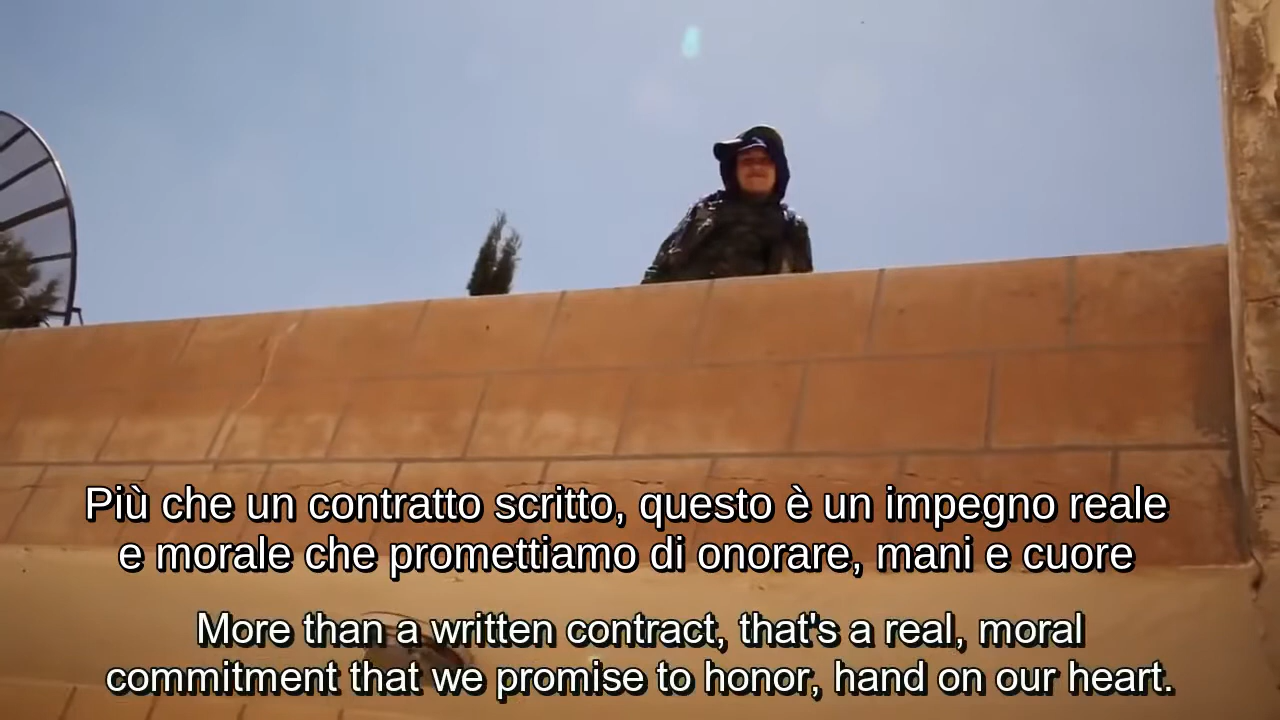 Più che un contratto scritto, questo è un impegno reale
e morale che promettiamo di onorare, mani e cuore
More than a written contract, that's a real, moral
commitment that we promise to honor, hand on our heart.